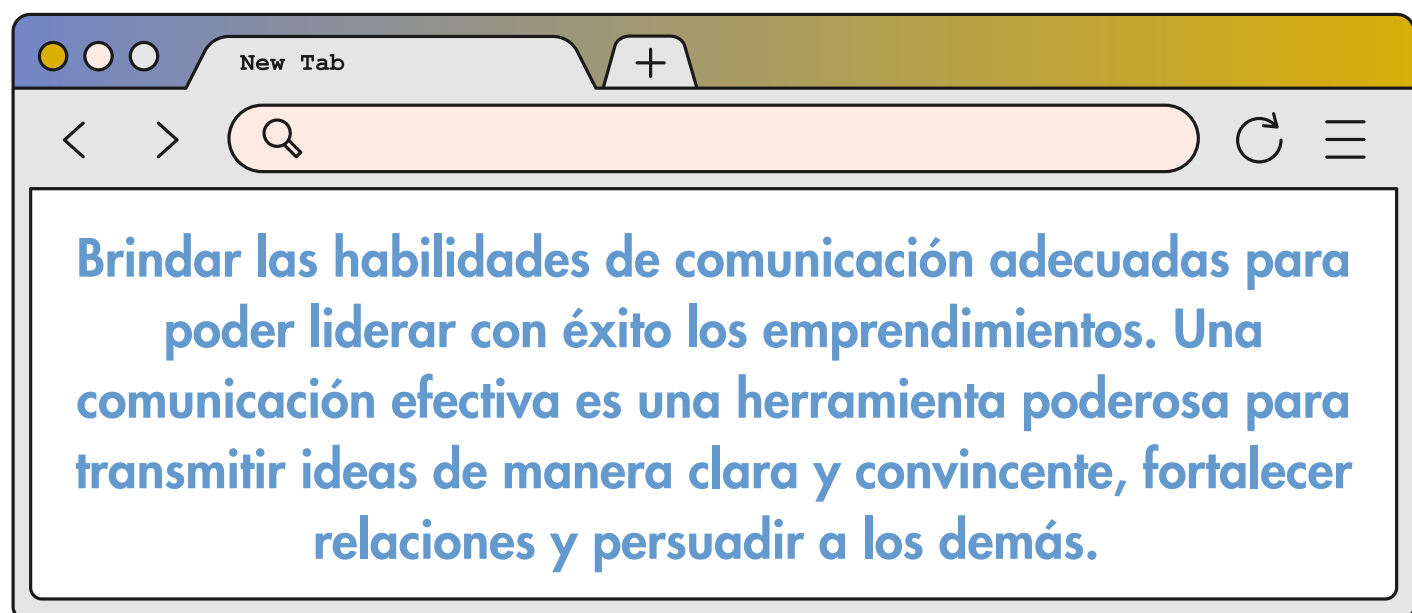 New Tab
Brindar las habilidades de comunicación adecuadas para
poder liderar con éxito los emprendimientos. Una
comunicación efectiva es una herramienta poderosa para
transmitir ideas de manera clara y convincente, fortalecer
relaciones y persuadir a los demás.